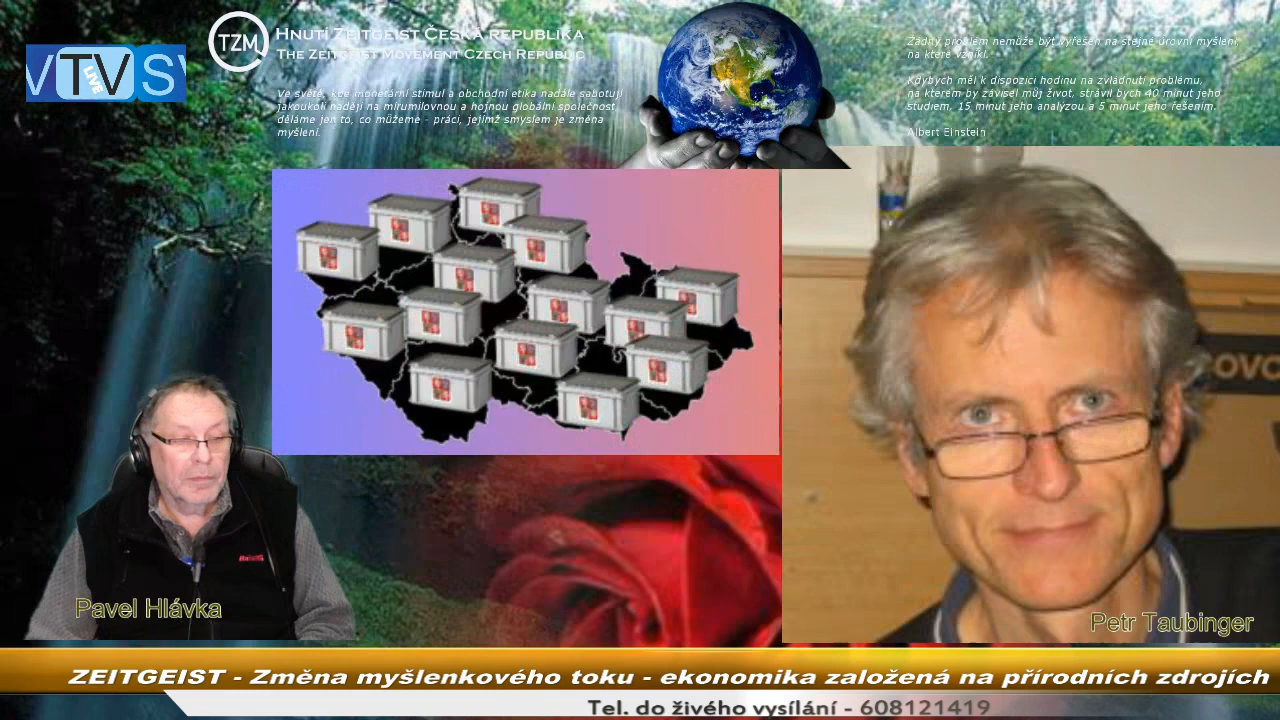 TZM
HNUTÍ ZEITGEIST ČESKÁ REPUBLIKA
THE ZEITGEIST MOVEMENT CZECH REPUBLIC
V TV SV
LIVE
Ve světě, kde monetární stimul a obchodní etika nadále sabotují
jakoukoli naději na mírumilovnou a hojnou globální společnost,
děláme jen to, co můžeme - práci, jejímž smyslem je změna
myšlení.
Žádný problém nemůže být vyřešen na stejné úrovni myšlení,
na které vznikl.
Kdybych měl k dispozici hodinu na zvládnutí problému,
na kterém by závisel můj život, strávil bych 40 minut jeho
studiem, 15 minut jeho analýzou a 5 minut jeho řešením.
Albert Einstein
OVO
Pavel Hlávka
Petr Taubinger
ZEITGEIST - Změna myšlenkového toku - ekonomika založená na přírodních zdrojích
Tel. do živého vysílání - 608121419